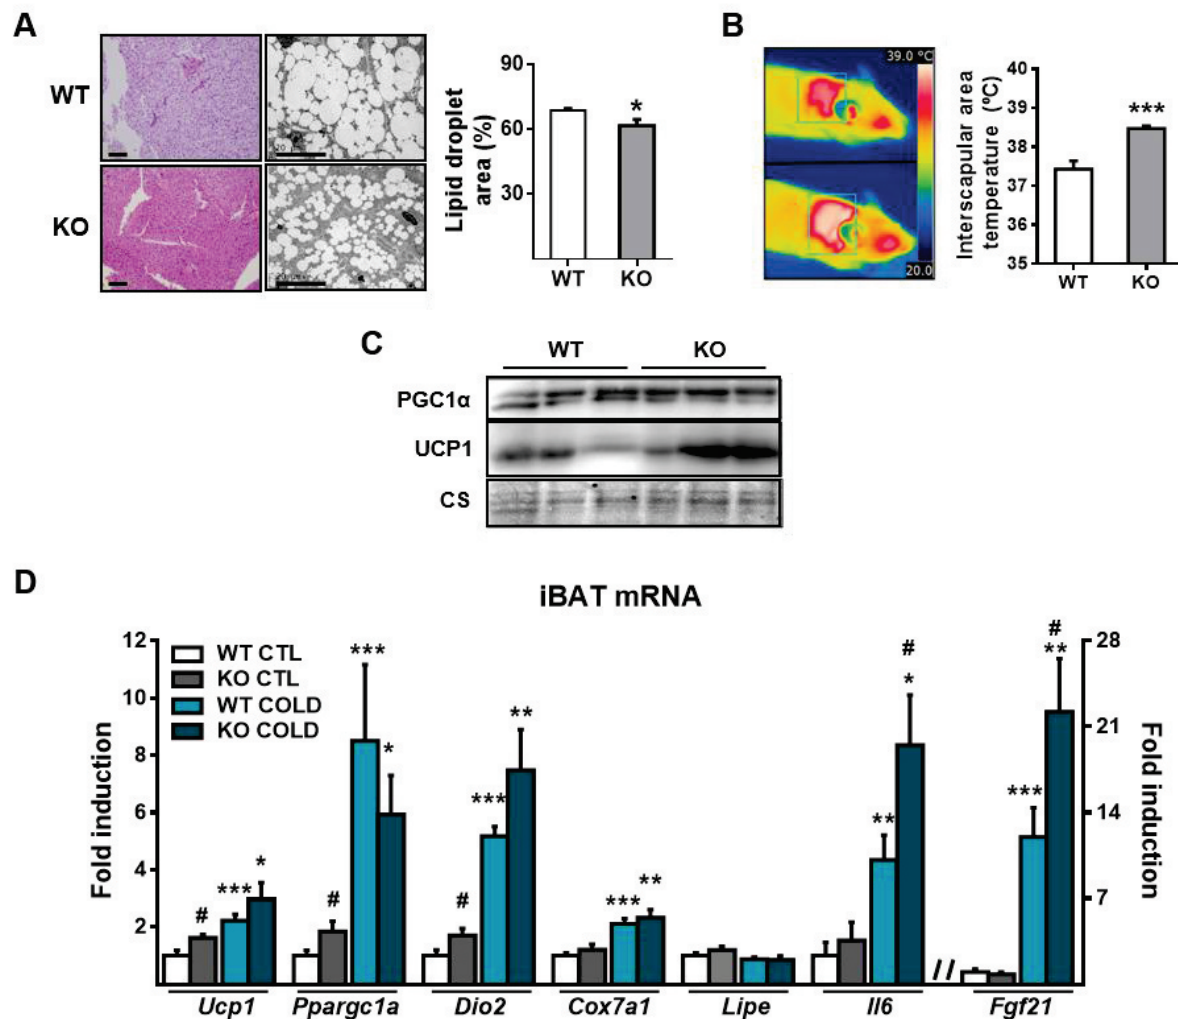 A
WT
KO
20 µm
20 µm
Lipid droplet
area (%)
90
60
30
*
WT
KO
B
39.0 °C
20.0
Interscapular area
temperature (ºC)
40
39
38
37
36
35
***
WT
KO
C
WT
KO
PGC1α
UCP1
CS
D
iBAT mRNA
WT CTL
KO CTL
WT COLD
KO COLD
Fold induction
12
10
8
6
4
2
# *** *
# *** *
# *** **
*** **
** * #
*** ** #
//
28
21
14
7
Fold induction
Ucp1 Ppargc1a Dio2 Cox7a1 Lipe Il6 Fgf21